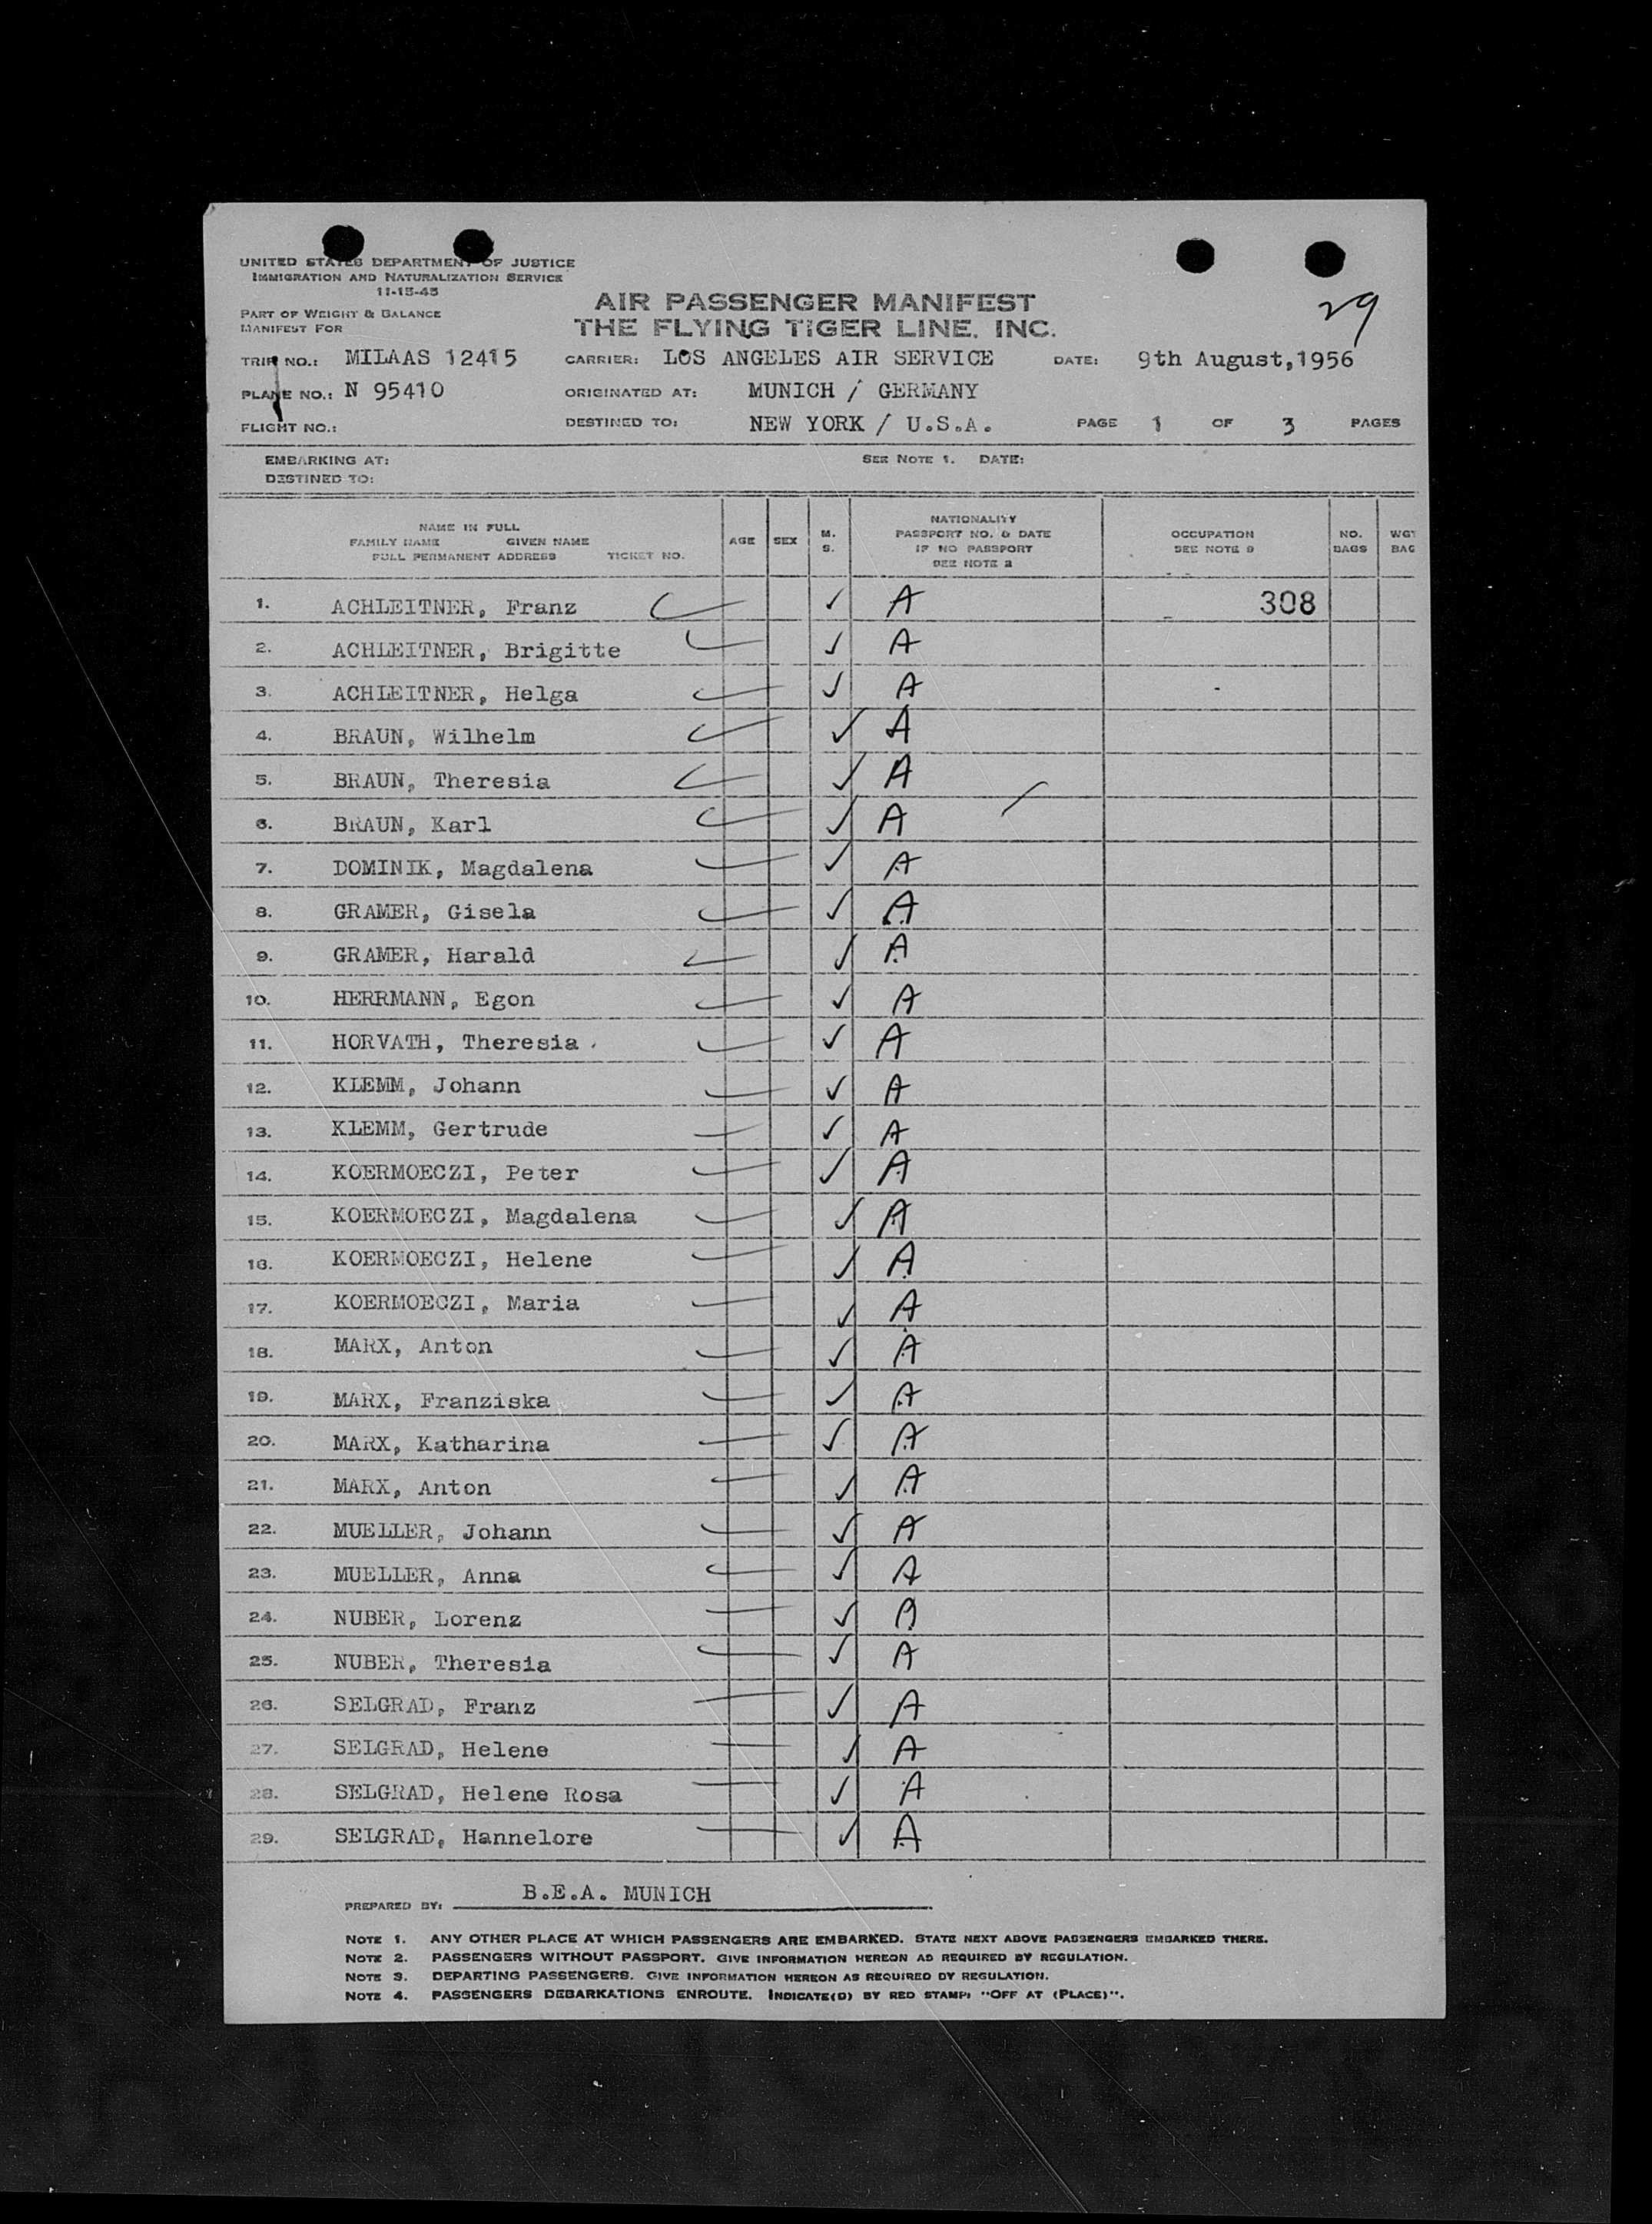 UNITED STATES DEPARTMENT OF JUSTICE
IMMIGRATION AND NATURALIZATION SERVICE
11-15-45
PART OF WEIGHT & BALANCE
MANIFEST FOR
AIR PASSENGER MANIFEST
THE FLYING TIGER LINE, INC.
29
TRIP NO.: MILAAS 12415 CARRIER: LOS ANGELES AIR SERVICE DATE: 9th August,1956
PLANE NO.: N 95410 ORIGINATED AT: MUNICH / GERMANY
FLIGHT NO.: DESTINED TO: NEW YORK / U.S.A. PAGE 1 OF 3 PAGES
EMBARKING AT: SEE NOTE 1. DATE:
DESTINED TO:
NAME IN FULL
FAMILY NAME GIVEN NAME
FULL PERMANENT ADDRESS TICKET NO.
AGE
SEX
M.
S.
NATIONALITY
PASSPORT NO. & DATE
IF NO PASSPORT
SEE NOTE 2
OCCUPATION
SEE NOTE 3
NO.
BAGS
WGT
BAG
1. ACHLEITNER, Franz ✓ A 308
2. ACHLEITNER, Brigitte ✓ A
3. ACHLEITNER, Helga ✓ A
4. BRAUN, Wilhelm ✓ A
5. BRAUN, Theresia ✓ A
6. BRAUN, Karl ✓ A
7. DOMINIK, Magdalena ✓ A
8. GRAMER, Gisela ✓ A
9. GRAMER, Harald ✓ A
10. HERRMANN, Egon ✓ A
11. HORVATH, Theresia ✓ A
12. KLEMM, Johann ✓ A
13. KLEMM, Gertrude ✓ A
14. KOERMOECZI, Peter ✓ A
15. KOERMOECZI, Magdalena ✓ A
16. KOERMOECZI, Helene ✓ A
17. KOERMOECZI, Maria ✓ A
18. MARX, Anton ✓ A
19. MARX, Franziska ✓ A
20. MARX, Katharina ✓ A
21. MARX, Anton ✓ A
22. MUELLER, Johann ✓ A
23. MUELLER, Anna ✓ A
24. NUBER, Lorenz ✓ A
25. NUBER, Theresia ✓ A
26. SELGRAD, Franz ✓ A
27. SELGRAD, Helene ✓ A
28. SELGRAD, Helene Rosa ✓ A
29. SELGRAD, Hannelore ✓ A
PREPARED BY: B.E.A. MUNICH
NOTE 1. ANY OTHER PLACE AT WHICH PASSENGERS ARE EMBARKED. STATE NEXT ABOVE PASSENGERS EMBARKED THERE.
NOTE 2. PASSENGERS WITHOUT PASSPORT. GIVE INFORMATION HEREON AS REQUIRED BY REGULATION.
NOTE 3. DEPARTING PASSENGERS. GIVE INFORMATION HEREON AS REQUIRED BY REGULATION.
NOTE 4. PASSENGERS DEBARKATIONS ENROUTE. INDICATE(D) BY RED STAMP: "OFF AT (PLACE)".